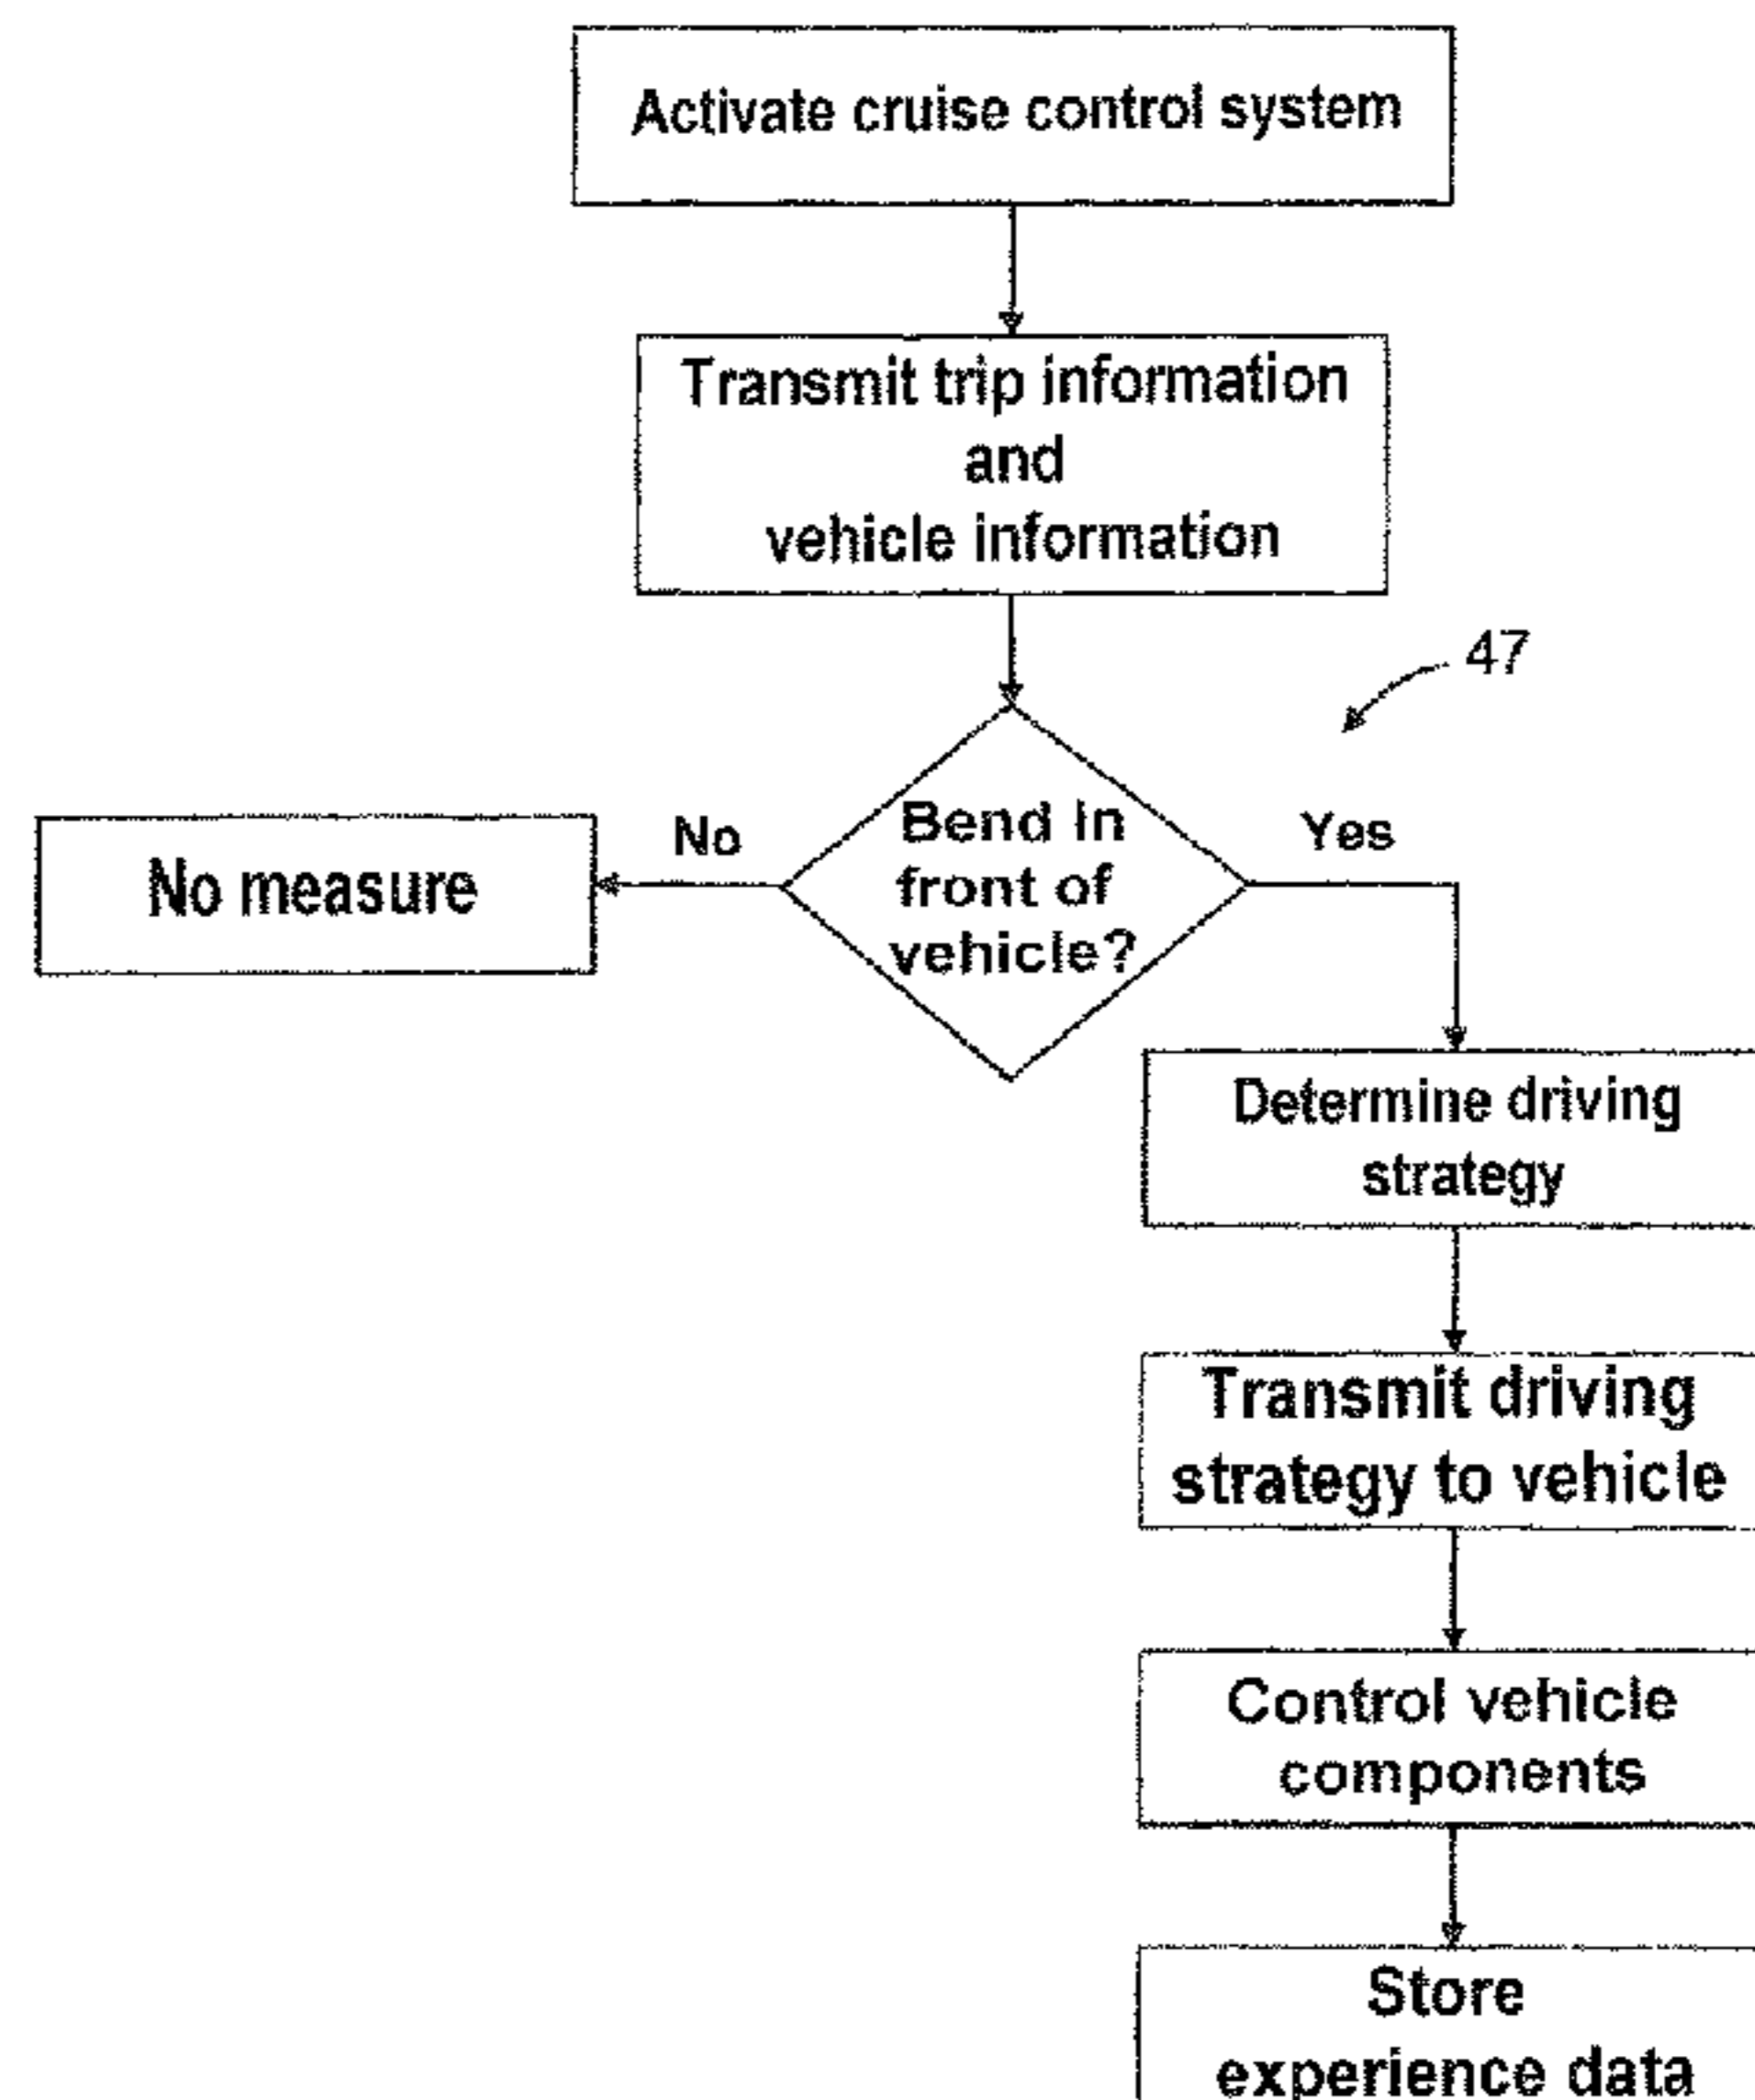 Activate cruise control system
Transmit trip information
and
vehicle information
47
Bend in
front of
vehicle?
No
Yes
No measure
Determine driving
strategy
Transmit driving
strategy to vehicle
Control vehicle
components
Store
experience data